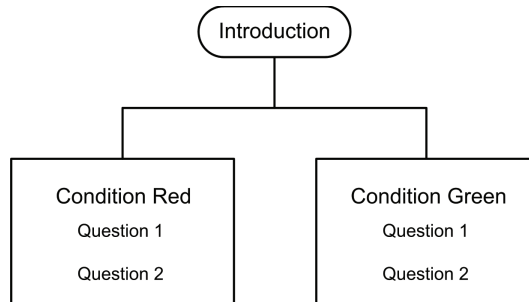 Introduction
Condition Red
Question 1
Question 2
Condition Green
Question 1
Question 2